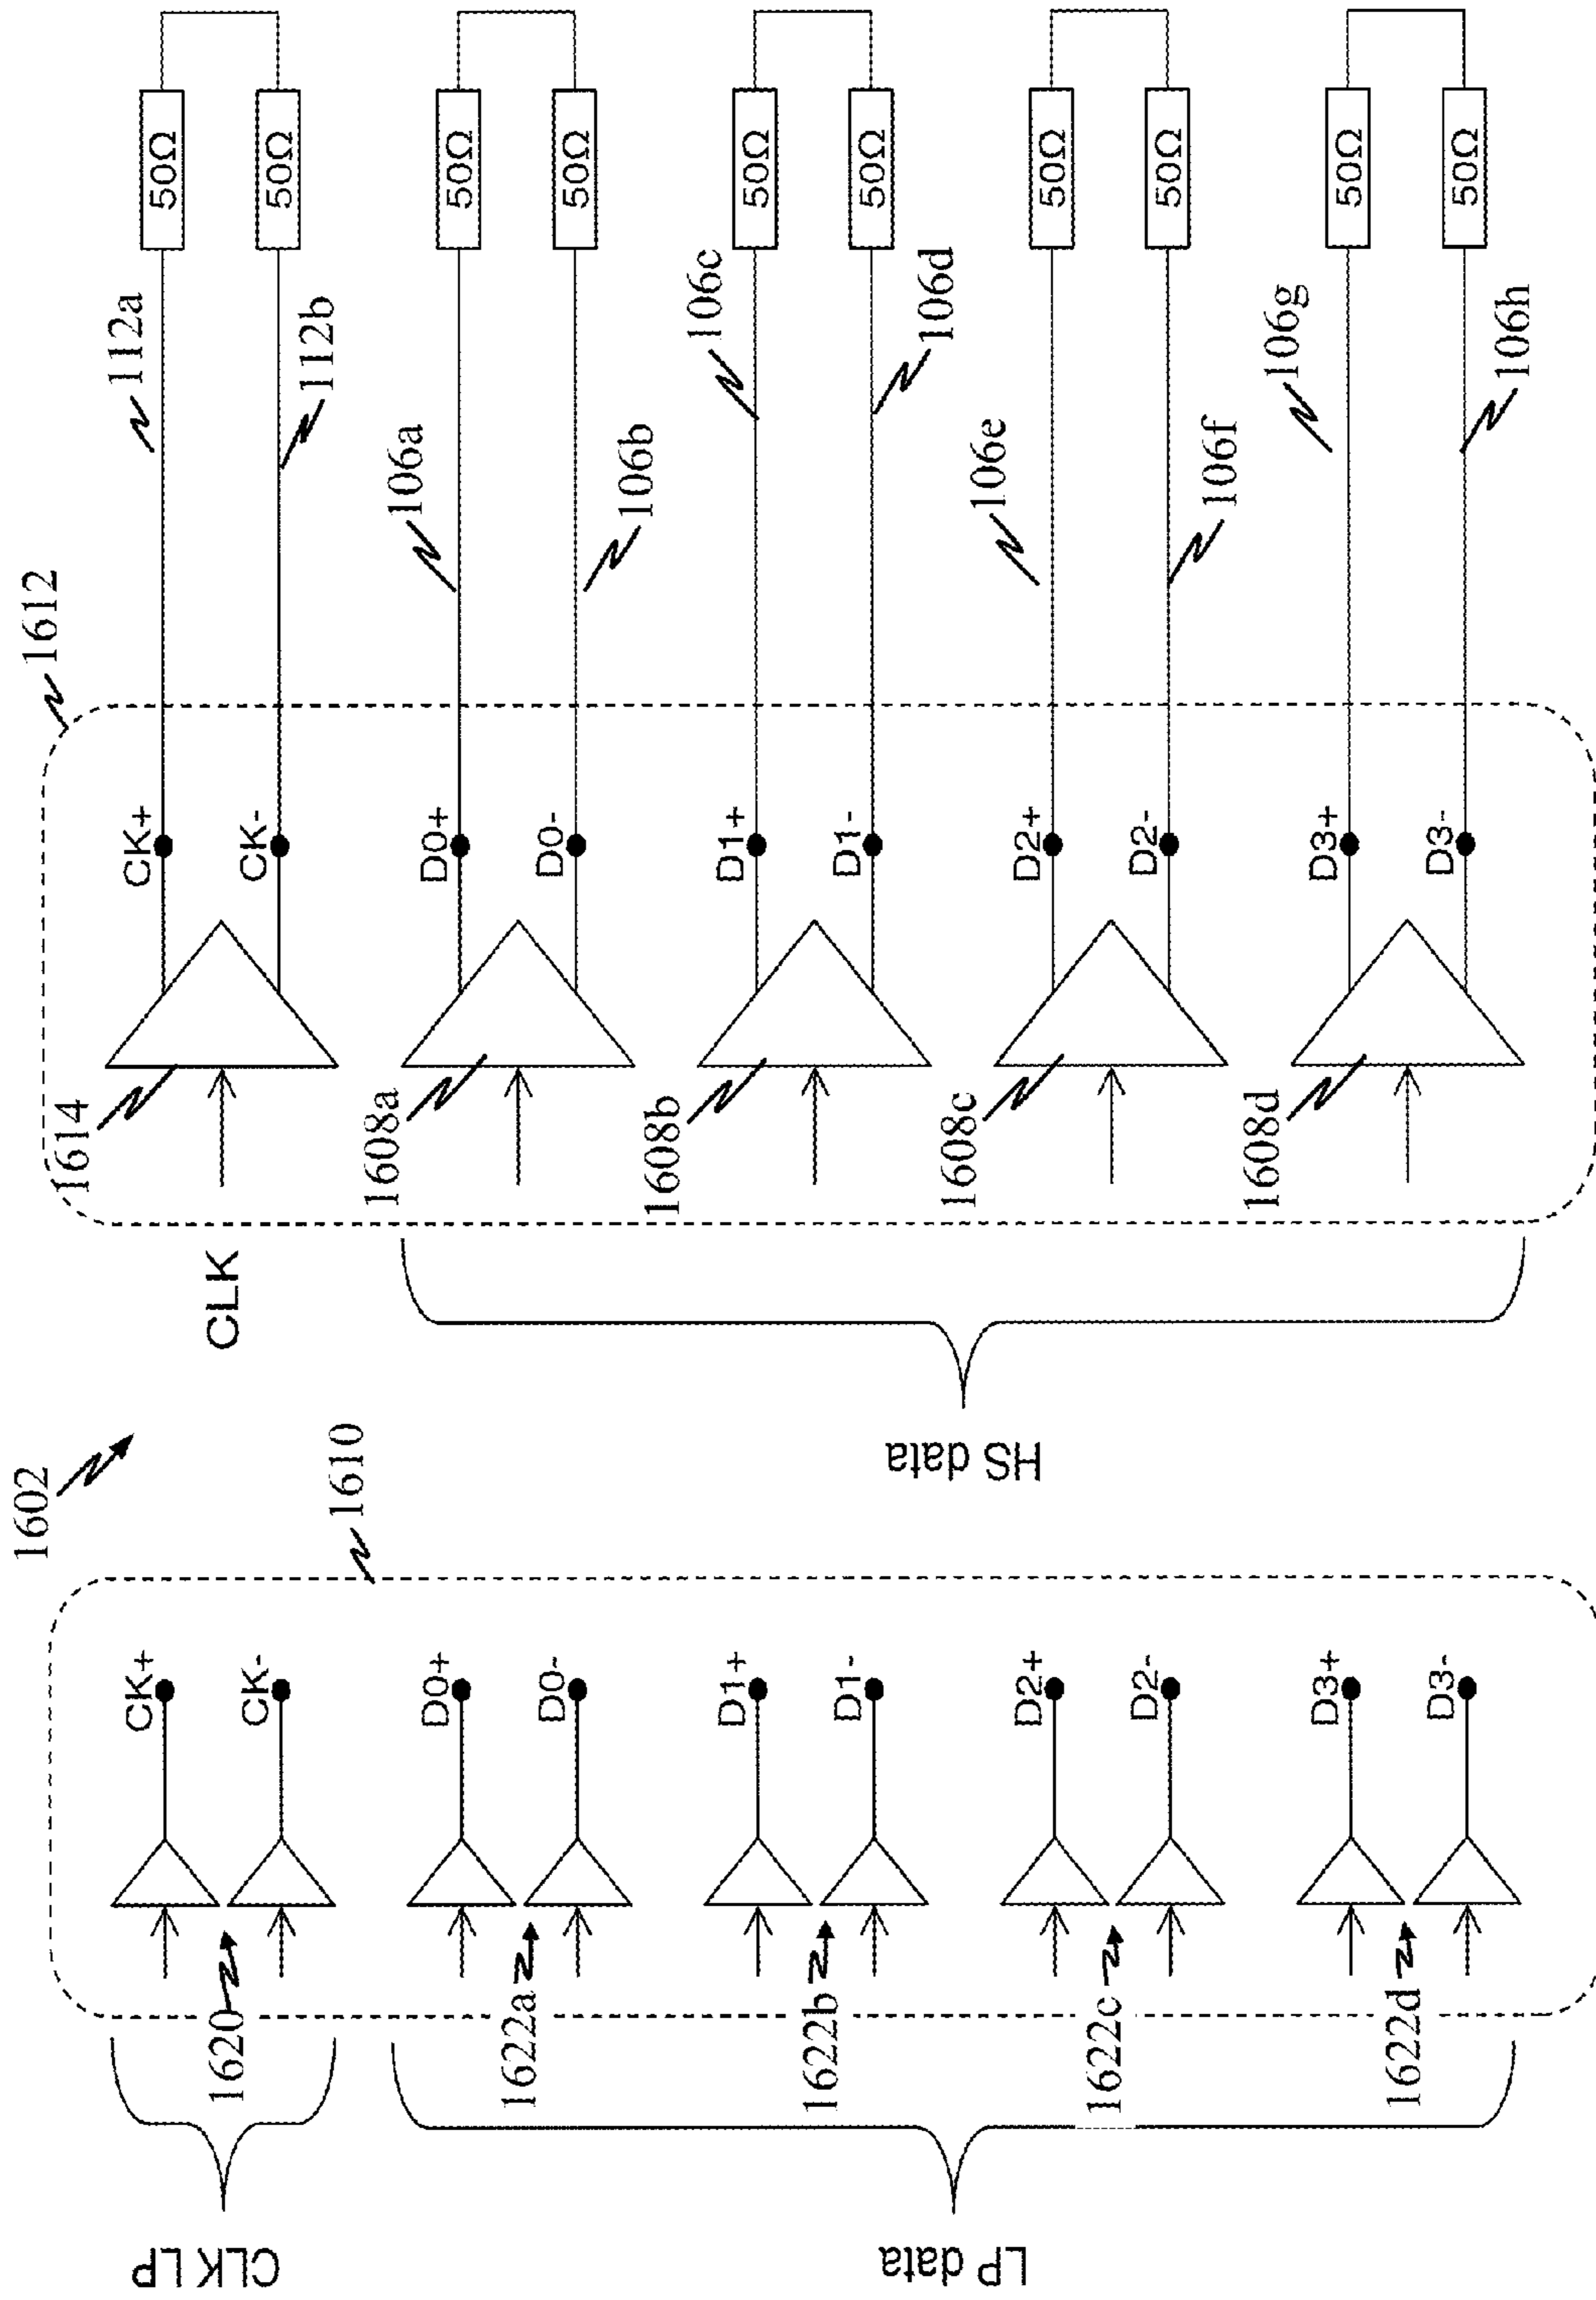 1602
1610
1612
CLK LP
1620
CK+
CK-
LP data
1622a
D0+
D0-
1622b
D1+
D1-
1622c
D2+
D2-
1622d
D3+
D3-
CLK
1614
CK+
CK-
112a
112b
50Ω
50Ω
HS data
1608a
D0+
D0-
106a
106b
50Ω
50Ω
1608b
D1+
D1-
106c
106d
50Ω
50Ω
1608c
D2+
D2-
106e
106f
50Ω
50Ω
1608d
D3+
D3-
106g
106h
50Ω
50Ω